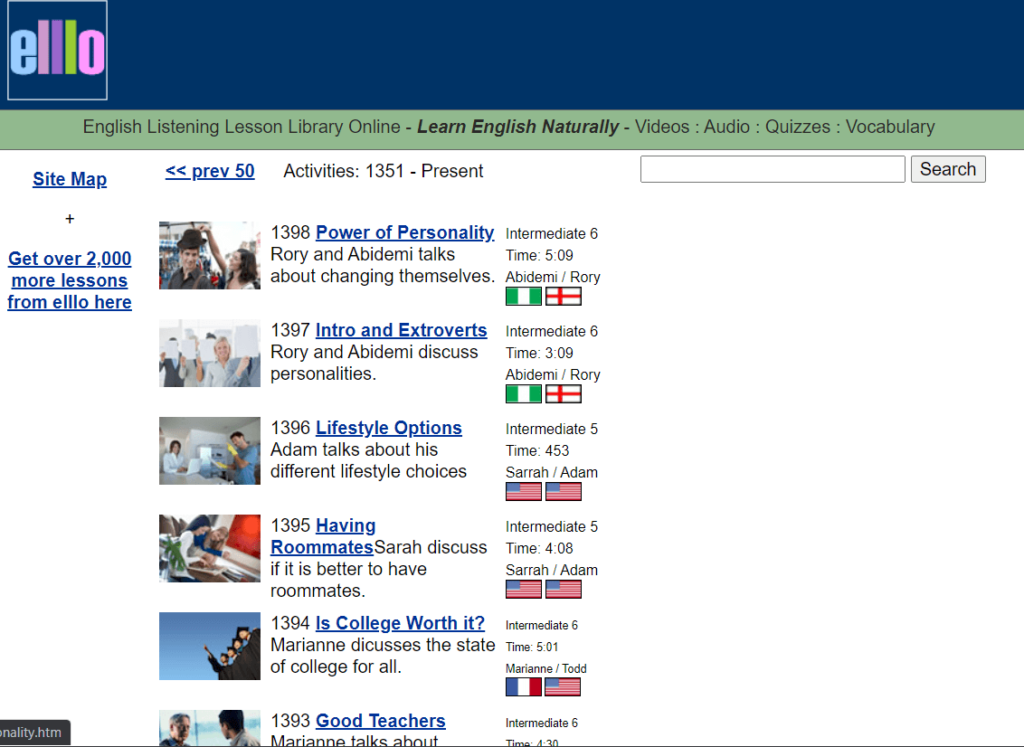 elllo
English Listening Lesson Library Online - Learn English Naturally - Videos : Audio : Quizzes : Vocabulary
Site Map
+
Get over 2,000
more lessons
from elllo here
<< prev 50 Activities: 1351 - Present
Search
1398 Power of Personality
Rory and Abidemi talks
about changing themselves.
Intermediate 6
Time: 5:09
Abidemi / Rory
1397 Intro and Extroverts
Rory and Abidemi discuss
personalities.
Intermediate 6
Time: 3:09
Abidemi / Rory
1396 Lifestyle Options
Adam talks about his
different lifestyle choices
Intermediate 5
Time: 453
Sarrah / Adam
1395 Having
RoommatesSarah discuss
if it is better to have
roommates.
Intermediate 5
Time: 4:08
Sarrah / Adam
1394 Is College Worth it?
Marianne dicusses the state
of college for all.
Intermediate 6
Time: 5:01
Marianne / Todd
1393 Good Teachers
Marianne talks about
Intermediate 6
Time: 4:30
onality.htm